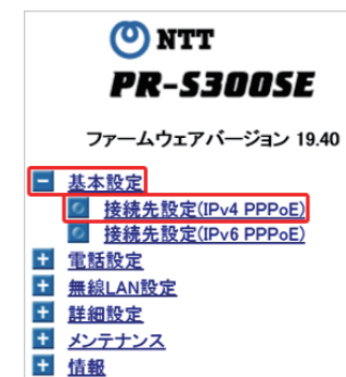 NTT
PR-S300SE
ファームウェアバージョン 19.40
基本設定
接続先設定(IPv4 PPPoE)
接続先設定(IPv6 PPPoE)
電話設定
無線LAN設定
詳細設定
メンテナンス
情報